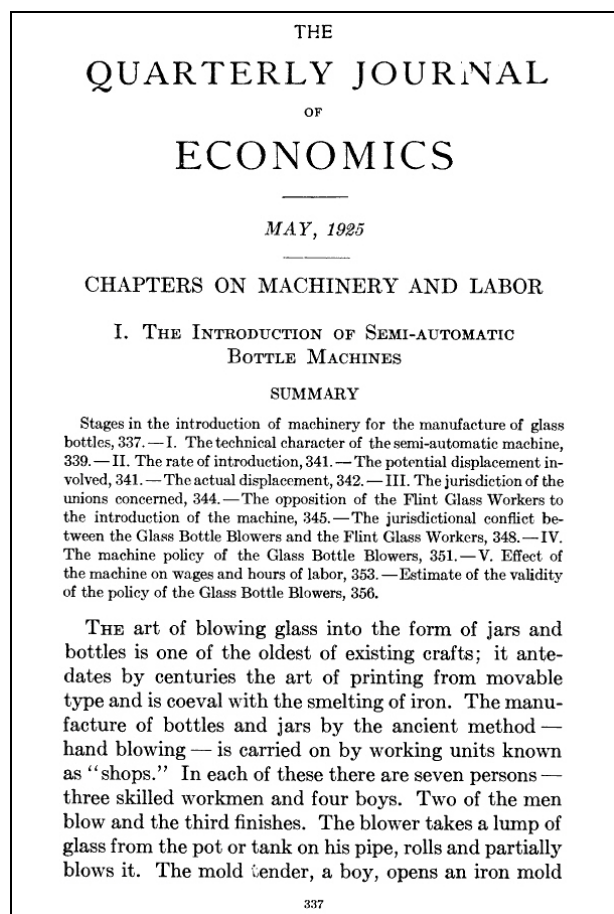 THE
QUARTERLY JOURNAL
OF
ECONOMICS
MAY, 1925
CHAPTERS ON MACHINERY AND LABOR
I. THE INTRODUCTION OF SEMI-AUTOMATIC
BOTTLE MACHINES
SUMMARY
Stages in the introduction of machinery for the manufacture of glass
bottles, 337. — I. The technical character of the semi-automatic machine,
339. — II. The rate of introduction, 341. — The potential displacement in-
volved, 341. — The actual displacement, 342. — III. The jurisdiction of the
unions concerned, 344. — The opposition of the Flint Glass Workers to
the introduction of the machine, 345. — The jurisdictional conflict be-
tween the Glass Bottle Blowers and the Flint Glass Workers, 348. — IV.
The machine policy of the Glass Bottle Blowers, 351. — V. Effect of
the machine on wages and hours of labor, 353. — Estimate of the validity
of the policy of the Glass Bottle Blowers, 356.
THE art of blowing glass into the form of jars and
bottles is one of the oldest of existing crafts; it ante-
dates by centuries the art of printing from movable
type and is coeval with the smelting of iron. The manu-
facture of bottles and jars by the ancient method —
hand blowing — is carried on by working units known
as "shops." In each of these there are seven persons —
three skilled workmen and four boys. Two of the men
blow and the third finishes. The blower takes a lump of
glass from the pot or tank on his pipe, rolls and partially
blows it. The mold tender, a boy, opens an iron mold
337